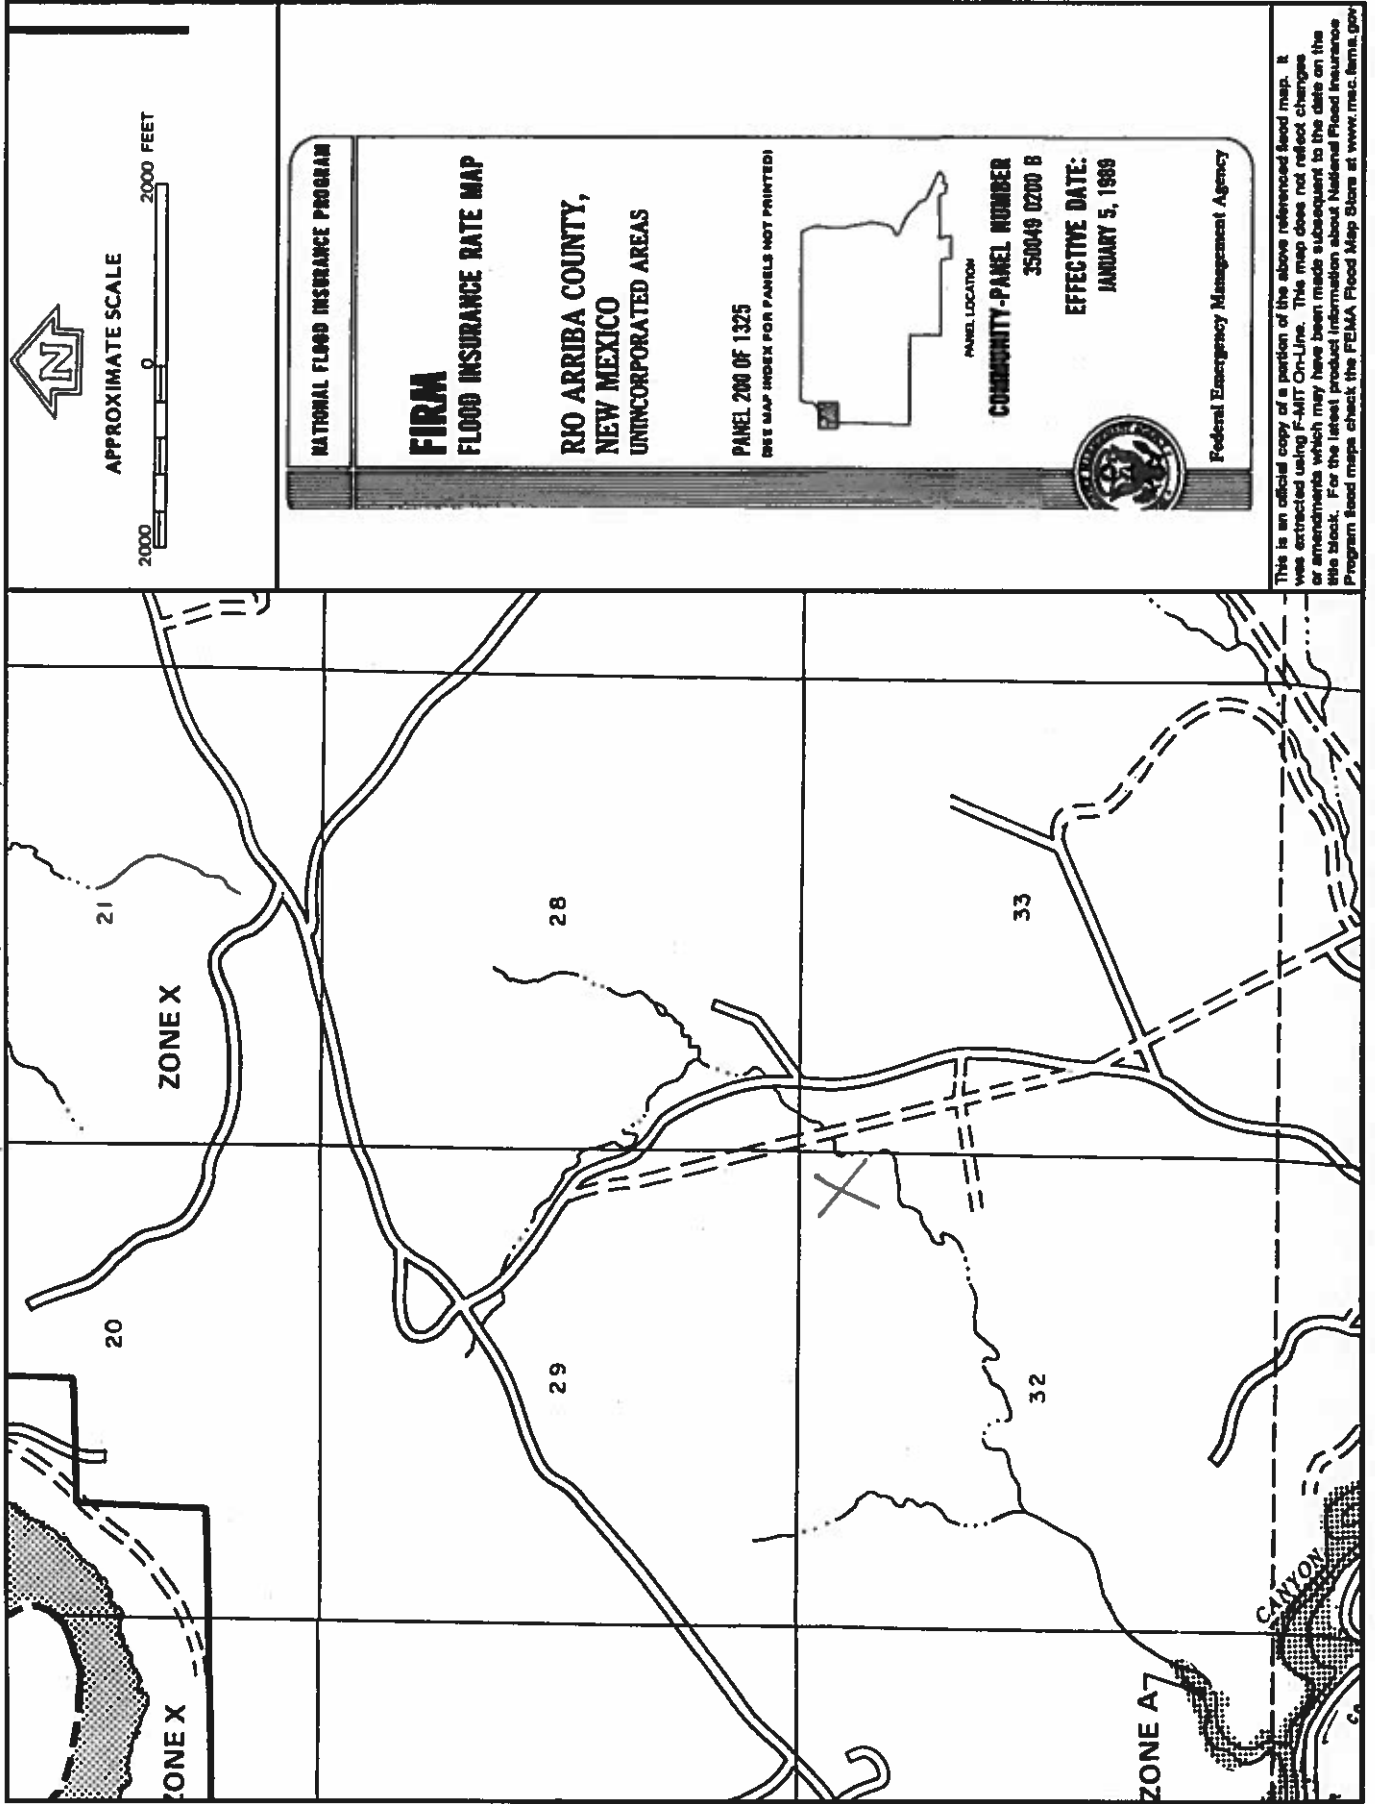 N
APPROXIMATE SCALE
2000 0 2000 FEET
NATIONAL FLOOD INSURANCE PROGRAM
FIRM
FLOOD INSURANCE RATE MAP
RIO ARRIBA COUNTY,
NEW MEXICO
UNINCORPORATED AREAS
PANEL 200 OF 1325
(SEE MAP INDEX FOR PANELS NOT PRINTED)
PANEL LOCATION
COMMUNITY-PANEL NUMBER
350049 0200 B
EFFECTIVE DATE:
JANUARY 5, 1989
Federal Emergency Management Agency
This is an official copy of a portion of the above referenced flood map. It
was extracted using F-MIT On-Line. This map does not reflect changes
or amendments which may have been made subsequent to the date on the
title block. For the latest product information about National Flood Insurance
Program flood maps check the FEMA Flood Map Store at www.msc.fema.gov
21
ZONE X
28
33
20
29
32
ZONE X
ZONE A
CANYON